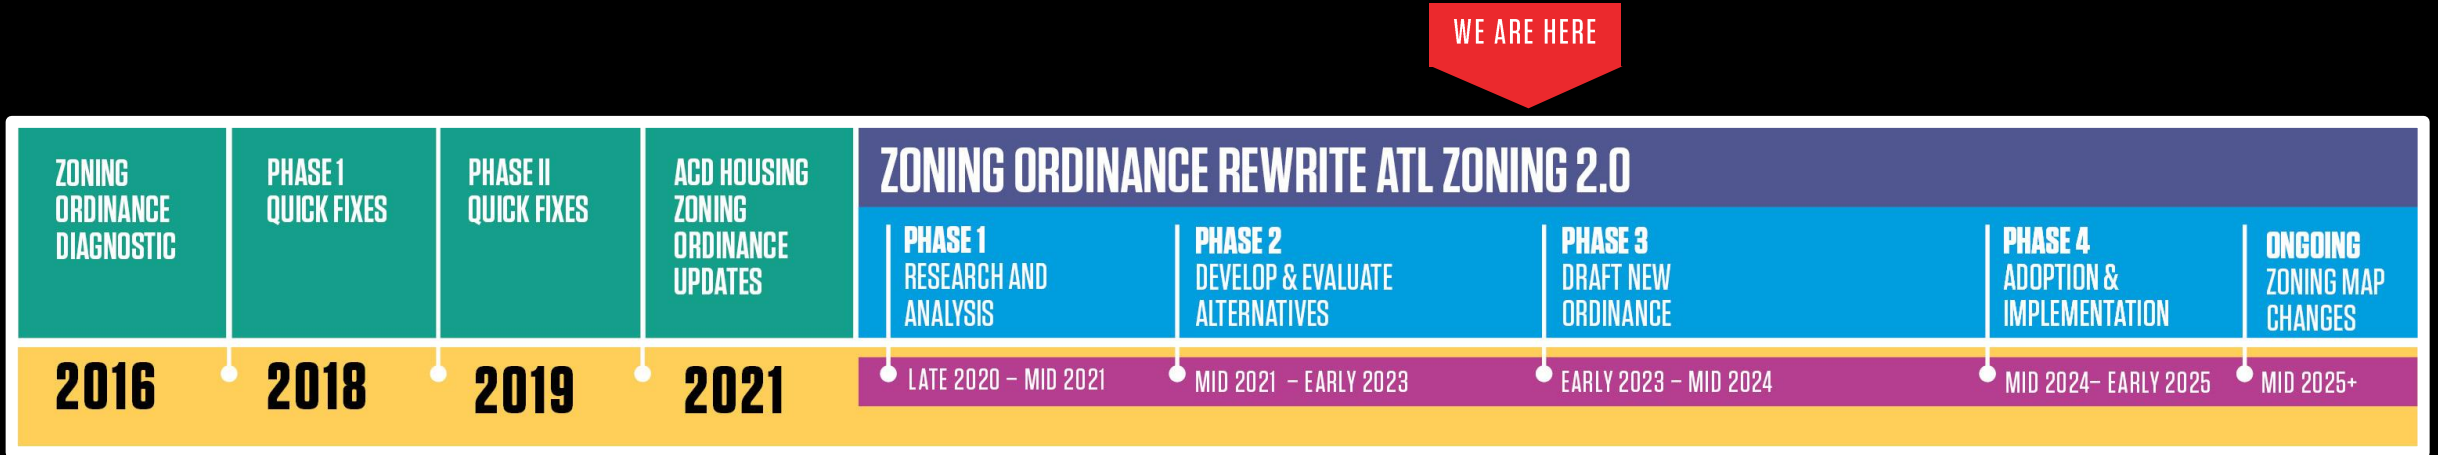 WE ARE HERE
ZONING
ORDINANCE
DIAGNOSTIC
2016
PHASE 1
QUICK FIXES
2018
PHASE II
QUICK FIXES
2019
ACD HOUSING
ZONING
ORDINANCE
UPDATES
2021
ZONING ORDINANCE REWRITE ATL ZONING 2.0
PHASE 1
RESEARCH AND
ANALYSIS
LATE 2020 – MID 2021
PHASE 2
DEVELOP & EVALUATE
ALTERNATIVES
MID 2021 – EARLY 2023
PHASE 3
DRAFT NEW
ORDINANCE
EARLY 2023 – MID 2024
PHASE 4
ADOPTION &
IMPLEMENTATION
MID 2024– EARLY 2025
ONGOING
ZONING MAP
CHANGES
MID 2025+